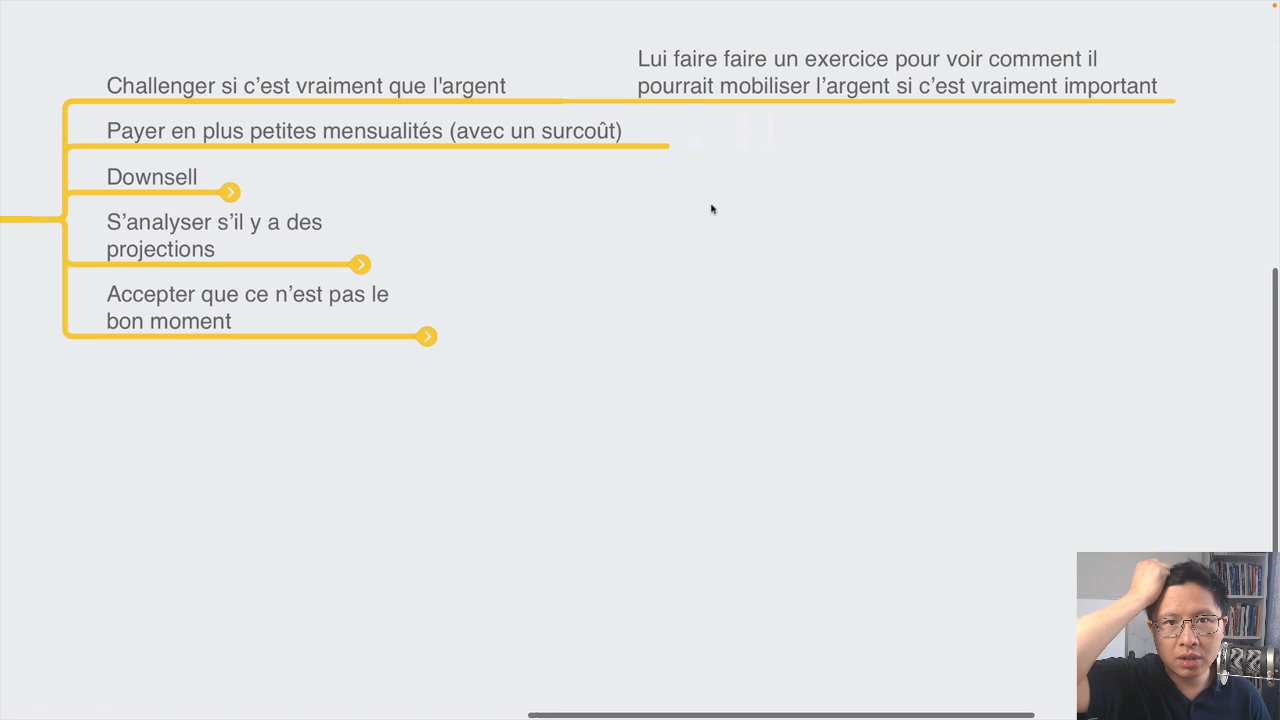 Lui faire faire un exercice pour voir comment il
Challenger si c’est vraiment que l'argent
pourrait mobiliser l’argent si c’est vraiment important
Payer en plus petites mensualités (avec un surcoût)
Downsell
S’analyser s’il y a des
projections
Accepter que ce n’est pas le
bon moment